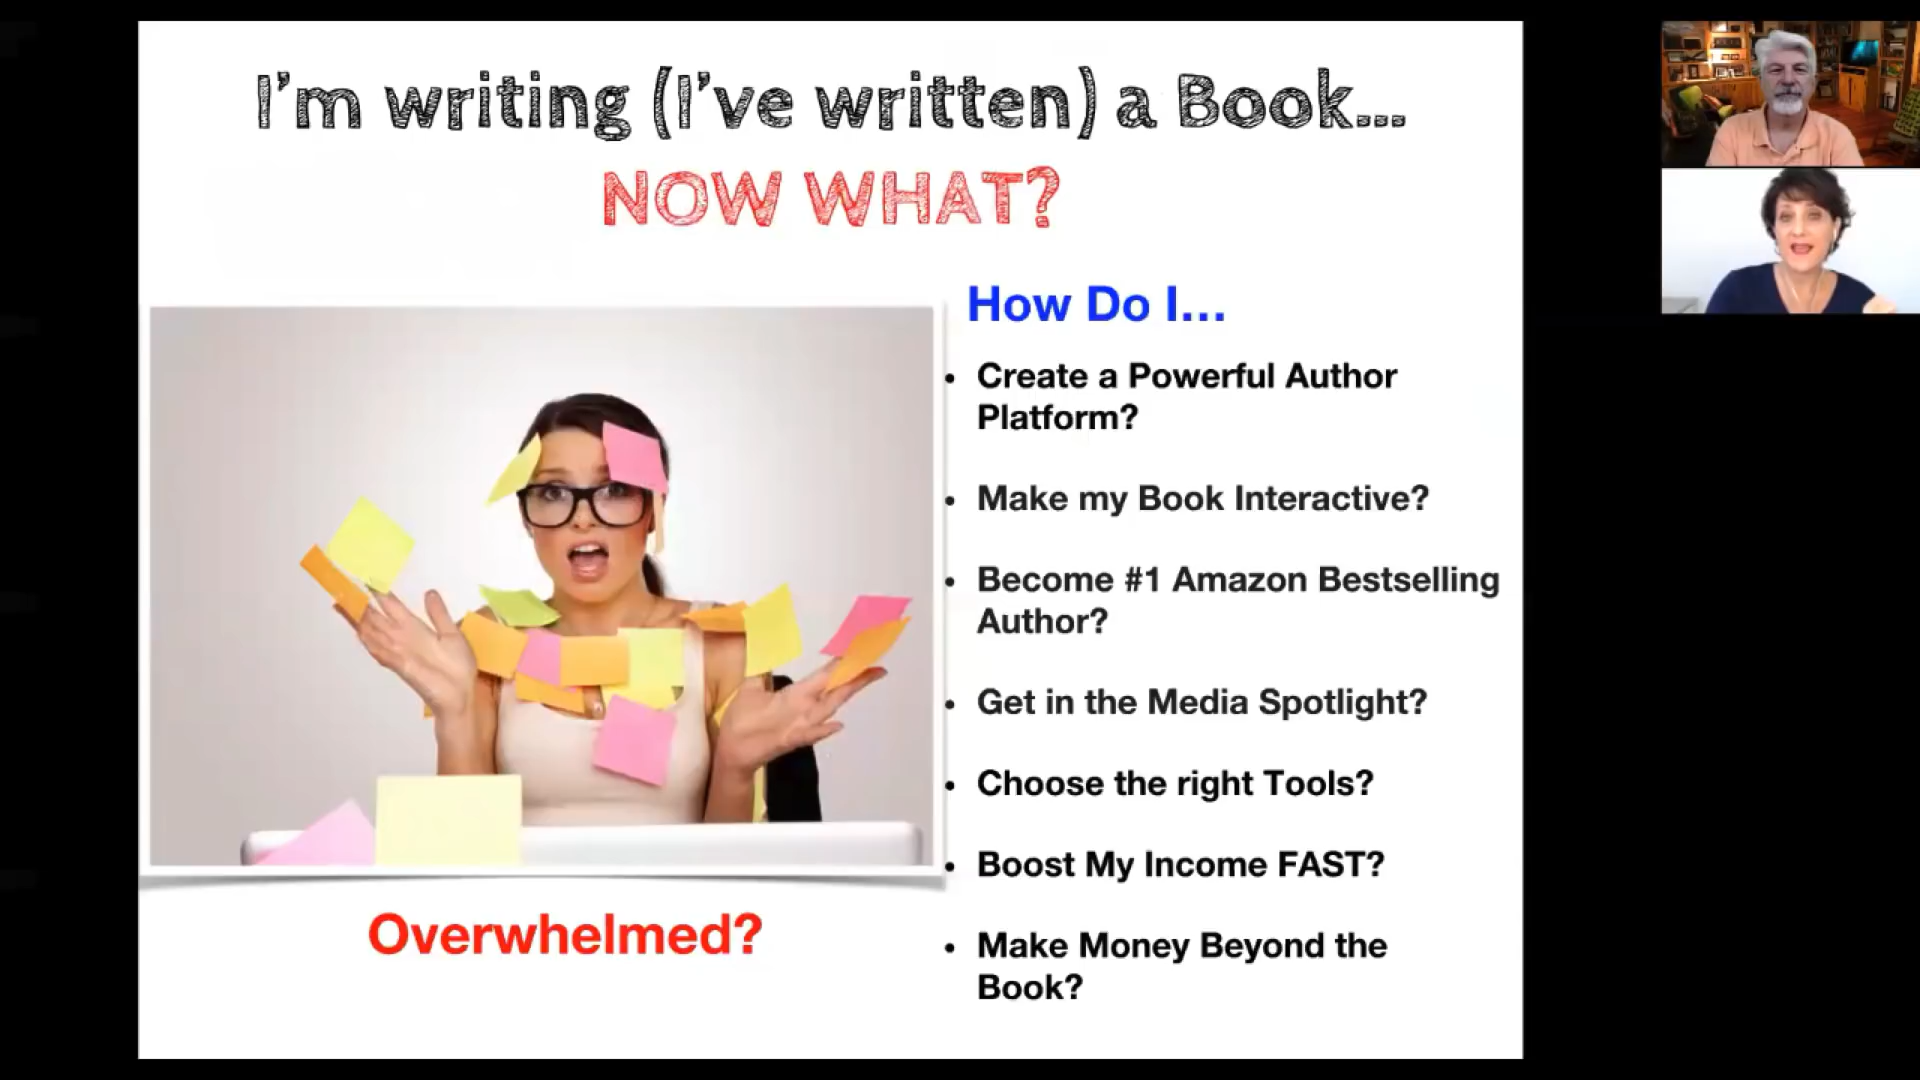 I'm writing (I've written) a Book...
NOW WHAT?
How Do I...
• Create a Powerful Author
Platform?
• Make my Book Interactive?
• Become #1 Amazon Bestselling
Author?
• Get in the Media Spotlight?
• Choose the right Tools?
• Boost My Income FAST?
• Make Money Beyond the
Book?
Overwhelmed?